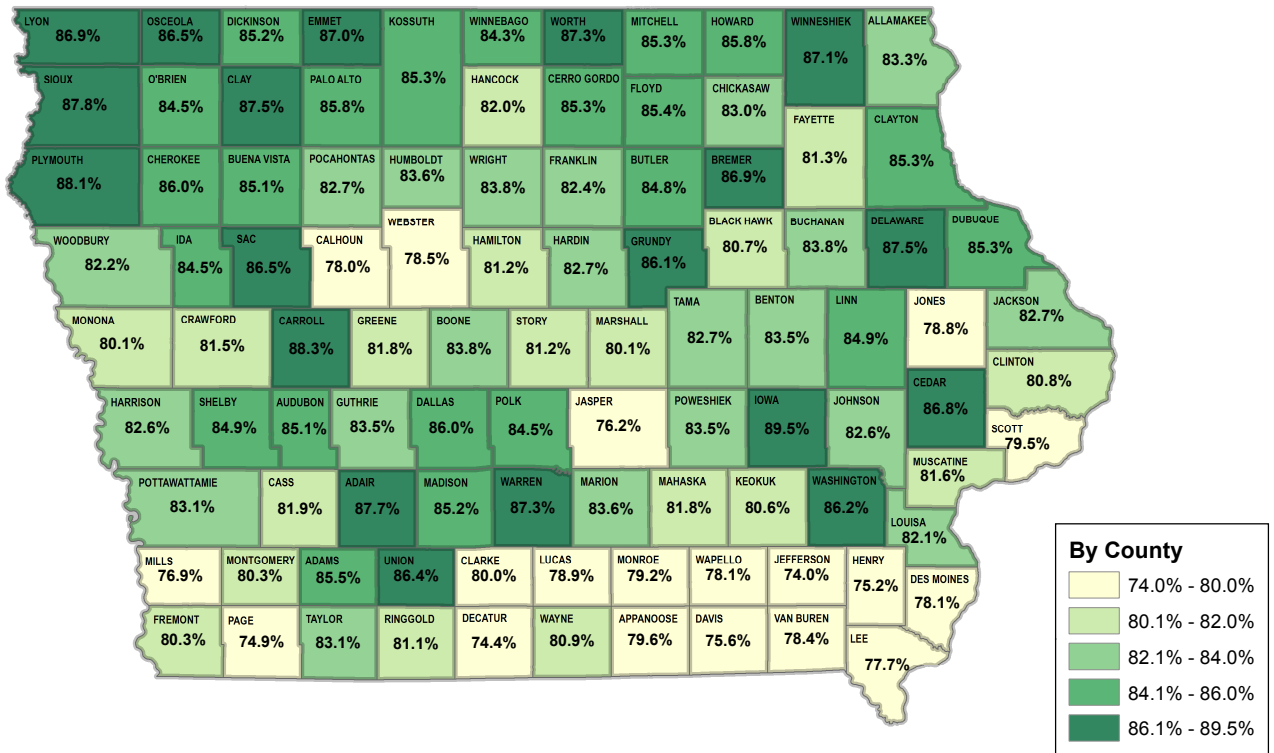 LYON
86.9%
OSCEOLA
86.5%
DICKINSON
85.2%
EMMET
87.0%
KOSSUTH
85.3%
WINNEBAGO
84.3%
WORTH
87.3%
MITCHELL
85.3%
HOWARD
85.8%
WINNESHIEK
87.1%
ALLAMAKEE
83.3%
SIOUX
87.8%
O'BRIEN
84.5%
CLAY
87.5%
PALO ALTO
85.8%
HANCOCK
82.0%
CERRO GORDO
85.3%
FLOYD
85.4%
CHICKASAW
83.0%
FAYETTE
81.3%
CLAYTON
85.3%
PLYMOUTH
88.1%
CHEROKEE
86.0%
BUENA VISTA
85.1%
POCAHONTAS
82.7%
HUMBOLDT
83.6%
WRIGHT
83.8%
FRANKLIN
82.4%
BUTLER
84.8%
BREMER
86.9%
WOODBURY
82.2%
IDA
84.5%
SAC
86.5%
CALHOUN
78.0%
WEBSTER
78.5%
HAMILTON
81.2%
HARDIN
82.7%
GRUNDY
86.1%
BLACK HAWK
80.7%
BUCHANAN
83.8%
DELAWARE
87.5%
DUBUQUE
85.3%
MONONA
80.1%
CRAWFORD
81.5%
CARROLL
88.3%
GREENE
81.8%
BOONE
83.8%
STORY
81.2%
MARSHALL
80.1%
TAMA
82.7%
BENTON
83.5%
LINN
84.9%
JONES
78.8%
JACKSON
82.7%
CLINTON
80.8%
HARRISON
82.6%
SHELBY
84.9%
AUDUBON
85.1%
GUTHRIE
83.5%
DALLAS
86.0%
POLK
84.5%
JASPER
76.2%
POWESHIEK
83.5%
IOWA
89.5%
JOHNSON
82.6%
CEDAR
86.8%
SCOTT
79.5%
MUSCATINE
81.6%
POTTAWATTAMIE
83.1%
CASS
81.9%
ADAIR
87.7%
MADISON
85.2%
WARREN
87.3%
MARION
83.6%
MAHASKA
81.8%
KEOKUK
80.6%
WASHINGTON
86.2%
LOUISA
82.1%
MILLS
76.9%
MONTGOMERY
80.3%
ADAMS
85.5%
UNION
86.4%
CLARKE
80.0%
LUCAS
78.9%
MONROE
79.2%
WAPELLO
78.1%
JEFFERSON
74.0%
HENRY
75.2%
DES MOINES
78.1%
FREMONT
80.3%
PAGE
74.9%
TAYLOR
83.1%
RINGGOLD
81.1%
DECATUR
74.4%
WAYNE
80.9%
APPANOOSE
79.6%
DAVIS
75.6%
VAN BUREN
78.4%
LEE
77.7%
By County
74.0% - 80.0%
80.1% - 82.0%
82.1% - 84.0%
84.1% - 86.0%
86.1% - 89.5%